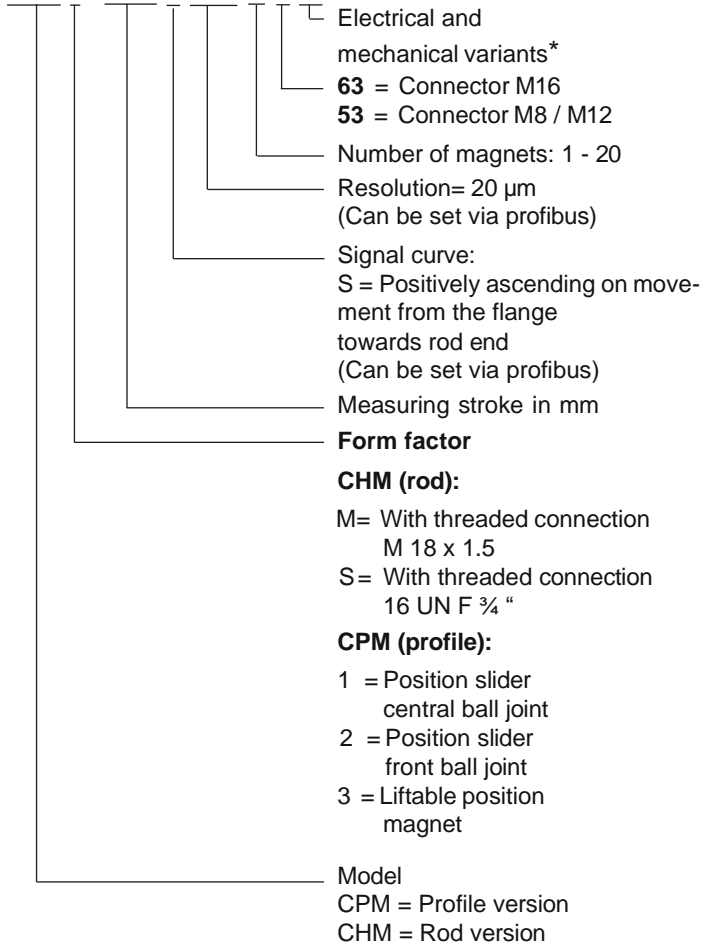 Electrical and
mechanical variants*
63 = Connector M16
53 = Connector M8 / M12
Number of magnets: 1 - 20
Resolution= 20 µm
(Can be set via profibus)
Signal curve:
S = Positively ascending on move-
ment from the flange
towards rod end
(Can be set via profibus)
Measuring stroke in mm
Form factor
CHM (rod):
M= With threaded connection
M 18 x 1.5
S= With threaded connection
16 UN F ¾ “
CPM (profile):
1 = Position slider
central ball joint
2 = Position slider
front ball joint
3 = Liftable position
magnet
Model
CPM = Profile version
CHM = Rod version